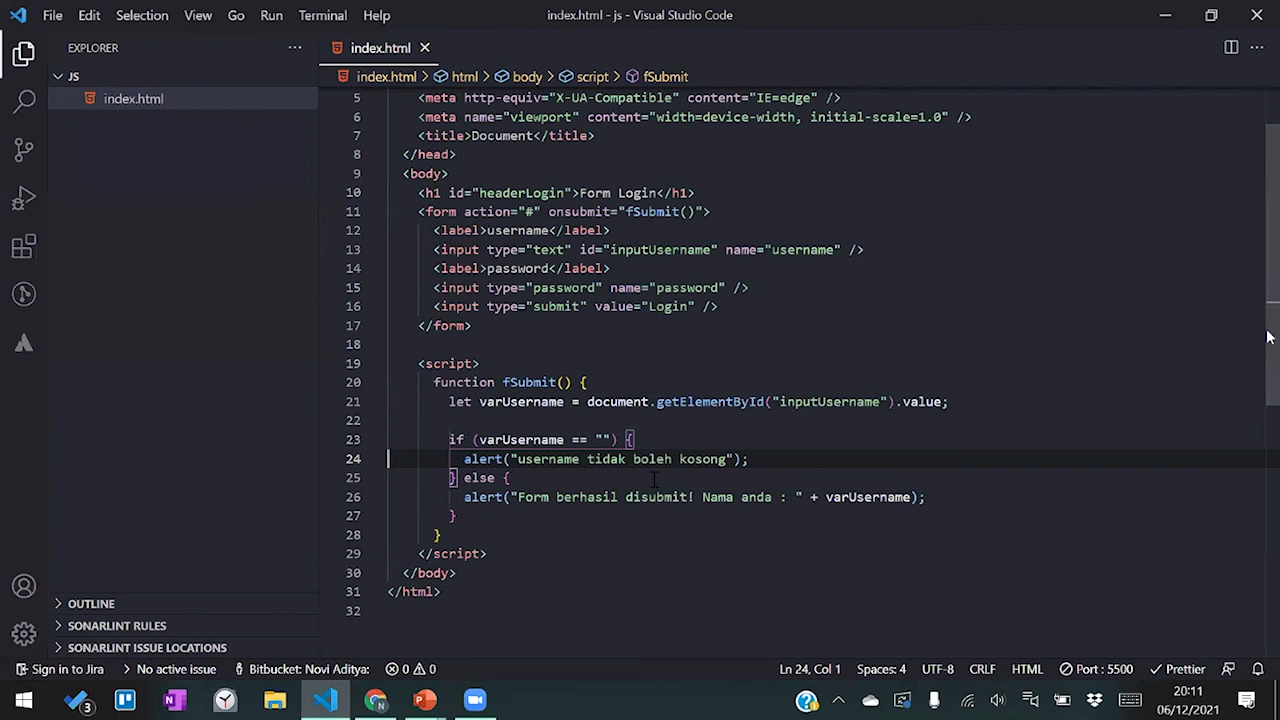 File Edit Selection View Go Run Terminal Help index.html - js - Visual Studio Code
EXPLORER
index.html
JS
index.html > html > body > script > fSubmit
index.html
5 <meta http-equiv="X-UA-Compatible" content="IE=edge" />
6 <meta name="viewport" content="width=device-width, initial-scale=1.0" />
7 <title>Document</title>
8 </head>
9 <body>
10 <h1 id="headerLogin">Form Login</h1>
11 <form action="#" onsubmit="fSubmit()">
12 <label>username</label>
13 <input type="text" id="inputUsername" name="username" />
14 <label>password</label>
15 <input type="password" name="password" />
16 <input type="submit" value="Login" />
17 </form>
18
19 <script>
20 function fSubmit() {
21 let varUsername = document.getElementById("inputUsername").value;
22
23 if (varUsername == "") {
24 alert("username tidak boleh kosong");
25 } else {
26 alert("Form berhasil disubmit! Nama anda : " + varUsername);
27 }
28 }
29 </script>
30 </body>
31 </html>
32
OUTLINE
SONARLINT RULES
SONARLINT ISSUE LOCATIONS
Sign in to Jira No active issue Bitbucket: Novi Aditya: 0 0 Ln 24, Col 1 Spaces: 4 UTF-8 CRLF HTML Port : 5500 Prettier
3
20:11
06/12/2021